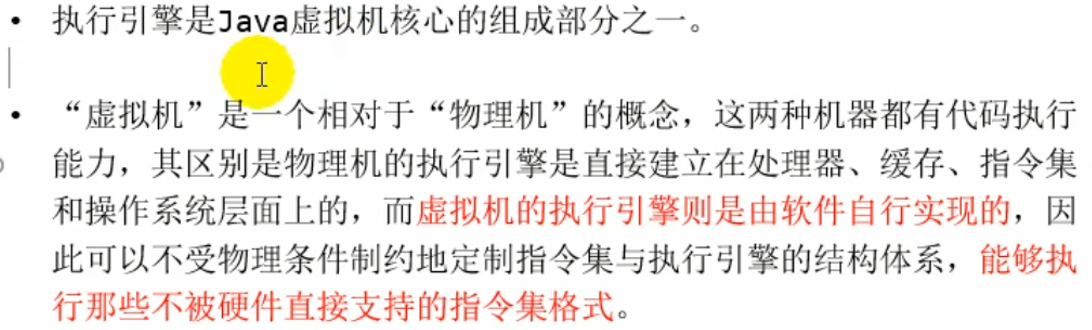 • 执行引擎是Java虚拟机核心的组成部分之一。
• “虚拟机”是一个相对于“物理机”的概念，这两种机器都有代码执行
能力，其区别是物理机的执行引擎是直接建立在处理器、缓存、指令集
和操作系统层面上的，而虚拟机的执行引擎则是由软件自行实现的，因
此可以不受物理条件制约地定制指令集与执行引擎的结构体系，能够执
行那些不被硬件直接支持的指令集格式。